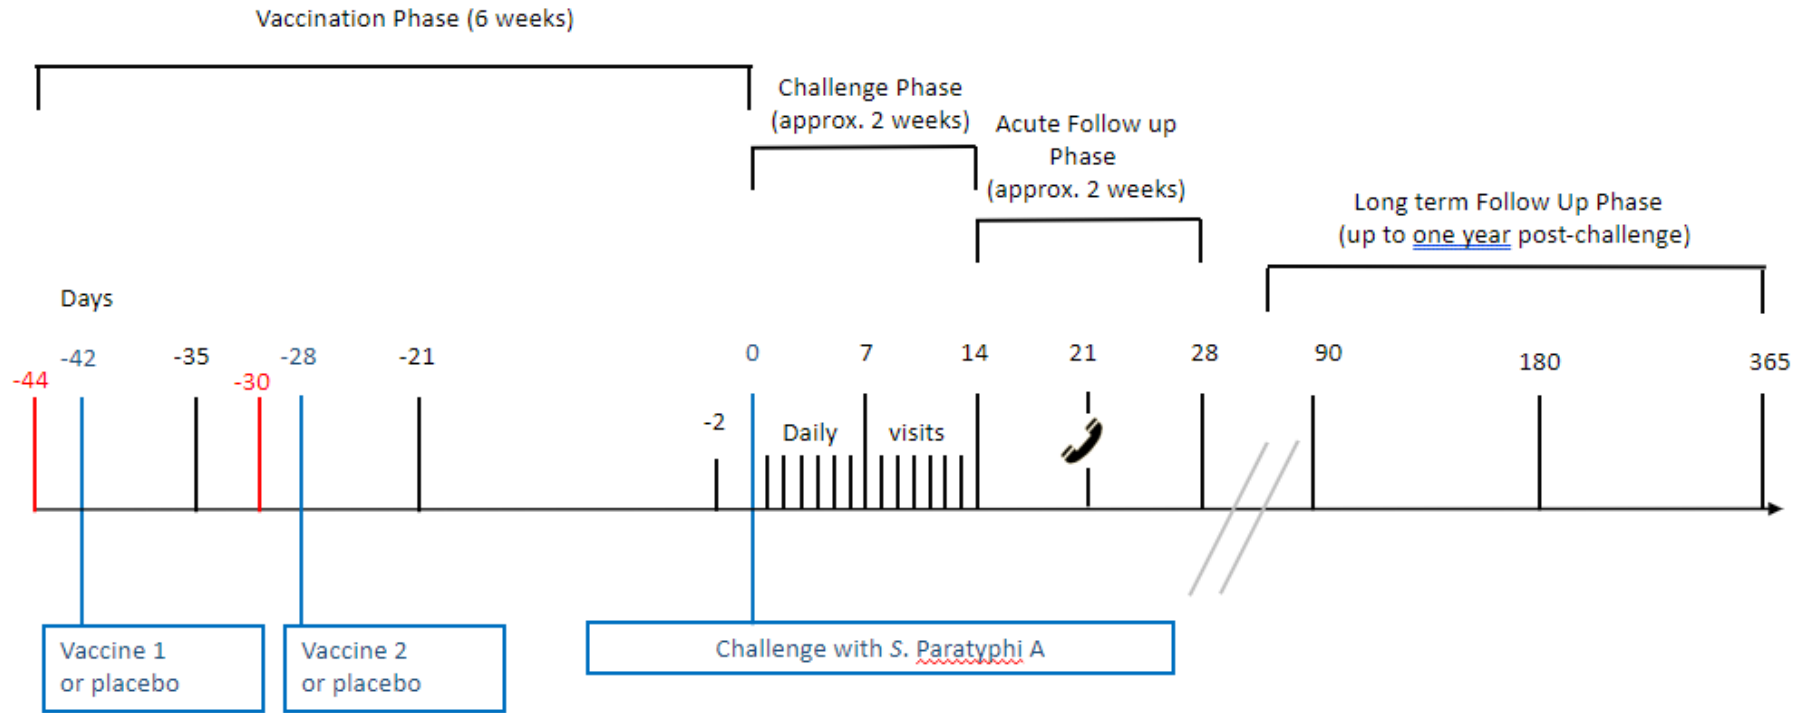 Vaccination Phase (6 weeks)
Challenge Phase
(approx. 2 weeks)
Acute Follow up
Phase
(approx. 2 weeks)
Long term Follow Up Phase
(up to one year post-challenge)
Days
-44
-42
-35
-30
-28
-21
-2
0
7
14
21
28
90
180
365
Daily visits
Vaccine 1
or placebo
Vaccine 2
or placebo
Challenge with S. Paratyphi A